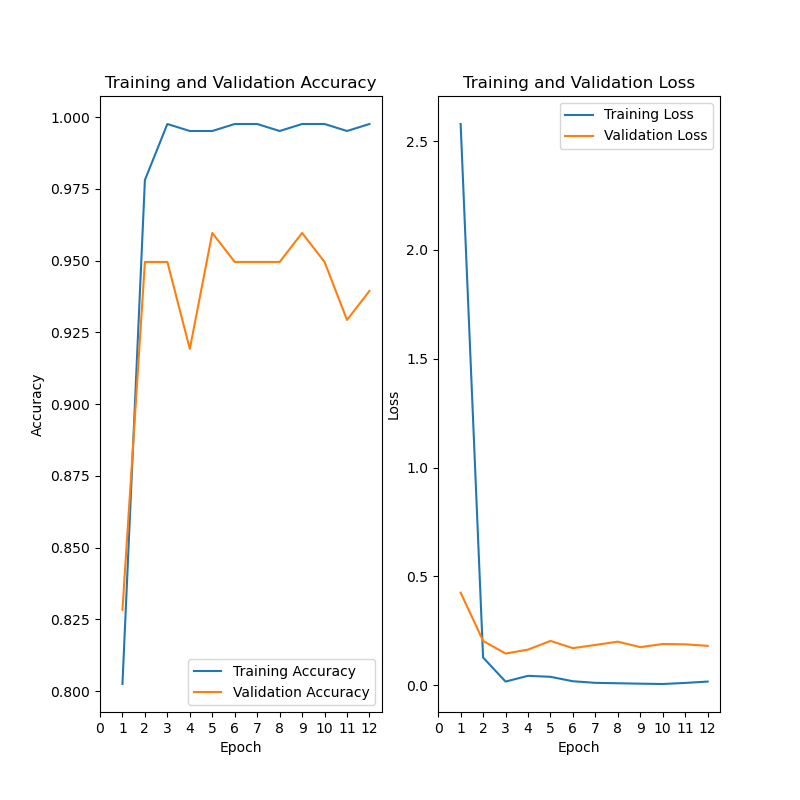 Training and Validation Accuracy
1.000
0.975
0.950
0.925
0.900
0.875
0.850
0.825
0.800
Accuracy
Training Accuracy
Validation Accuracy
0 1 2 3 4 5 6 7 8 9 10 11 12
Epoch
Training and Validation Loss
Training Loss
Validation Loss
2.5
2.0
1.5
1.0
0.5
0.0
Loss
0 1 2 3 4 5 6 7 8 9 10 11 12
Epoch